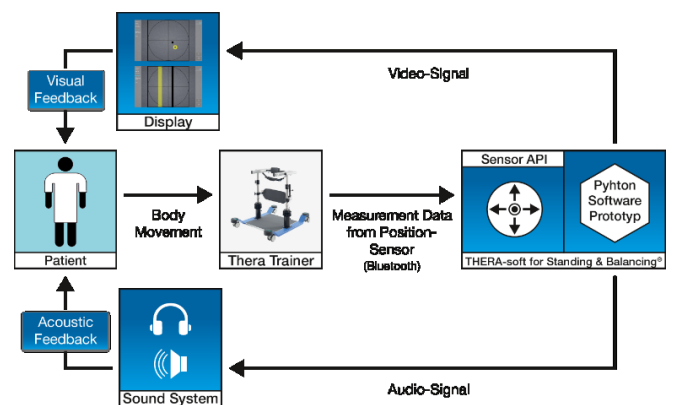 Video-Signal
Visual
Feedback
Display
Sensor API
Pyhton
Software
Prototyp
Body
Movement
Measurement Data
from Position-
Sensor
(Bluetooth)
Patient
Thera Trainer
THERA-soft for Standing & Balancing®
Acoustic
Feedback
Sound System
Audio-Signal